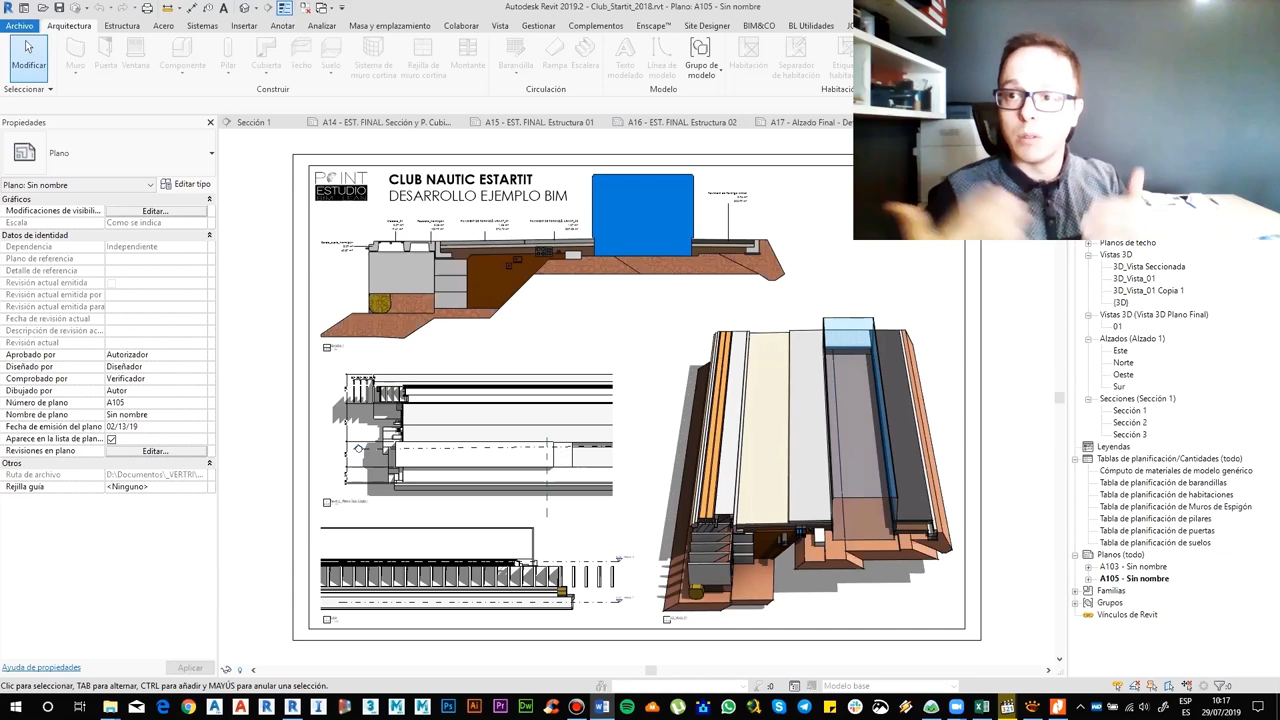 Autodesk Revit 2019.2 - Club_Startit_2018.rvt - Plano: A105 - Sin nombre
Archivo Arquitectura Estructura Acero Sistemas Insertar Anotar Analizar Masa y emplazamiento Colaborar Vista Gestionar Complementos Enscape™ Site Designer BIM&CO BL Utilidades
Modificar Muro Puerta Ventana Componente Pilar Cubierta Techo Suelo Sistema de muro cortina Rejilla de muro cortina Montante Barandilla Rampa Escalera Texto modelado Línea de modelo Grupo de modelo Habitación Separador de habitación
Seleccionar Construir Circulación Modelo
Propiedades
Sección 1 A14 - EST. FINAL. Sección y P. Cubi... A15 - EST. FINAL. Estructura 01 A16 - EST. FINAL. Estructura 02 A17 - Alzado Final - De
Plano
Plano: Sin nombre Editar tipo
Gráficos
Modificaciones de visibili... Editar...
Escala Como se indica
Datos de identidad
Dependencia Independiente
Plano de referencia
Detalle de referencia
Revisión actual emitida
Revisión actual emitida por
Revisión actual emitida para
Fecha de revisión actual
Descripción de revisión ac...
Revisión actual
Aprobado por Autorizador
Diseñado por Diseñador
Comprobado por Verificador
Dibujado por Autor
Número de plano A105
Nombre de plano Sin nombre
Fecha de emisión del plano 02/13/19
Aparece en la lista de plan...
Revisiones en plano Editar...
Otros
Ruta de archivo D:\Documentos\_VERTRI\...
Rejilla guía <Ninguno>
Ayuda de propiedades Aplicar
POINT
ESTUDIO
CLUB NAUTIC ESTARTIT
DESARROLLO EJEMPLO BIM
Planos de techo
Vistas 3D
3D_Vista Seccionada
3D_Vista_01
3D_Vista_01 Copia 1
{3D}
Vistas 3D (Vista 3D Plano Final)
01
Alzados (Alzado 1)
Este
Norte
Oeste
Sur
Secciones (Sección 1)
Sección 1
Sección 2
Sección 3
Leyendas
Tablas de planificación/Cantidades (todo)
Cómputo de materiales de modelo genérico
Tabla de planificación de barandillas
Tabla de planificación de habitaciones
Tabla de planificación de Muros de Espigón
Tabla de planificación de pilares
Tabla de planificación de puertas
Tabla de planificación de suelos
Planos (todo)
A103 - Sin nombre
A105 - Sin nombre
Familias
Grupos
Vínculos de Revit
Clic para seleccionar, TAB para alternar, CTRL para añadir y MAYÚS para anular una selección. :0 Modelo base :0
ESP 10:17
ES 29/07/2019